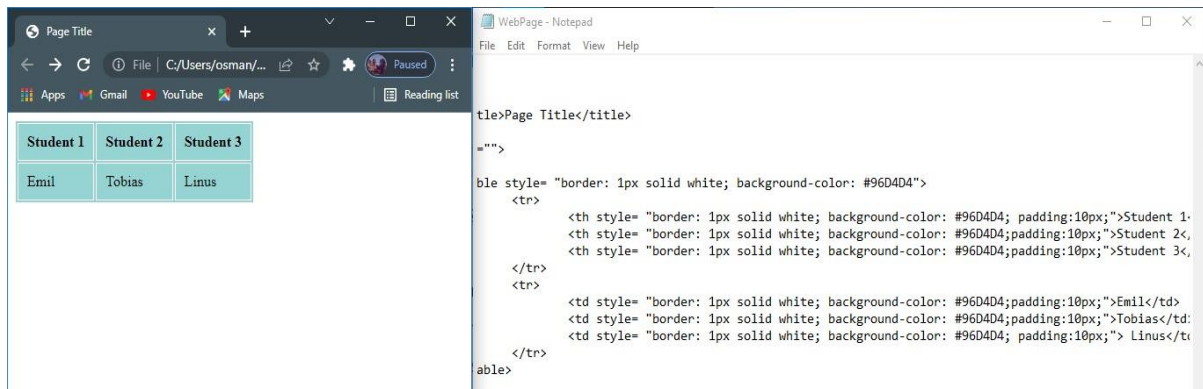 Page Title
File | C:/Users/osman/... Paused
Apps Gmail YouTube Maps Reading list
Student 1 Student 2 Student 3
Emil Tobias Linus
WebPage - Notepad
File Edit Format View Help
tle>Page Title</title>
="">
ble style= "border: 1px solid white; background-color: #96D4D4">
<tr>
<th style= "border: 1px solid white; background-color: #96D4D4; padding:10px;">Student 1<
<th style= "border: 1px solid white; background-color: #96D4D4; padding:10px;">Student 2</
<th style= "border: 1px solid white; background-color: #96D4D4; padding:10px;">Student 3</
</tr>
<tr>
<td style= "border: 1px solid white; background-color: #96D4D4;padding:10px;">Emil</td>
<td style= "border: 1px solid white; background-color: #96D4D4;padding:10px;">Tobias</td>
<td style= "border: 1px solid white; background-color: #96D4D4; padding:10px;"> Linus</td
</tr>
able>